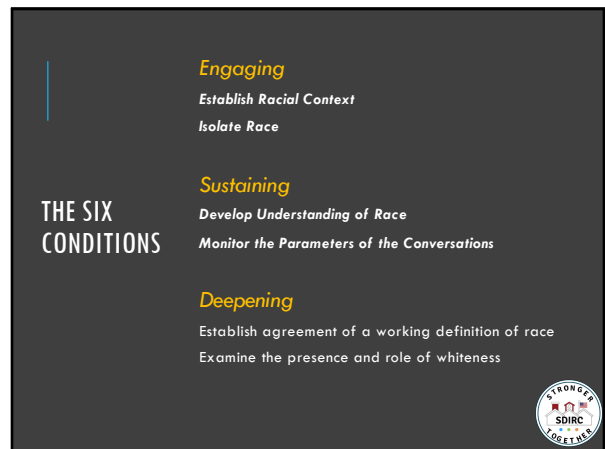 THE SIX
CONDITIONS
Engaging
Establish Racial Context
Isolate Race
Sustaining
Develop Understanding of Race
Monitor the Parameters of the Conversations
Deepening
Establish agreement of a working definition of race
Examine the presence and role of whiteness
STRONGER
SDIRC
TOGETHER